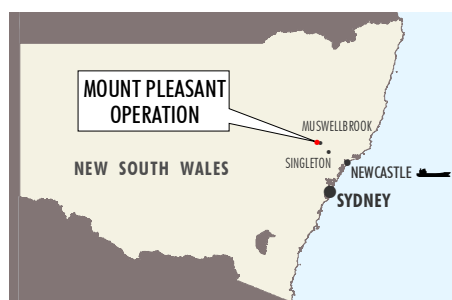 MOUNT PLEASANT
OPERATION
MUSWELLBROOK
SINGLETON
NEW SOUTH WALES
NEWCASTLE
SYDNEY